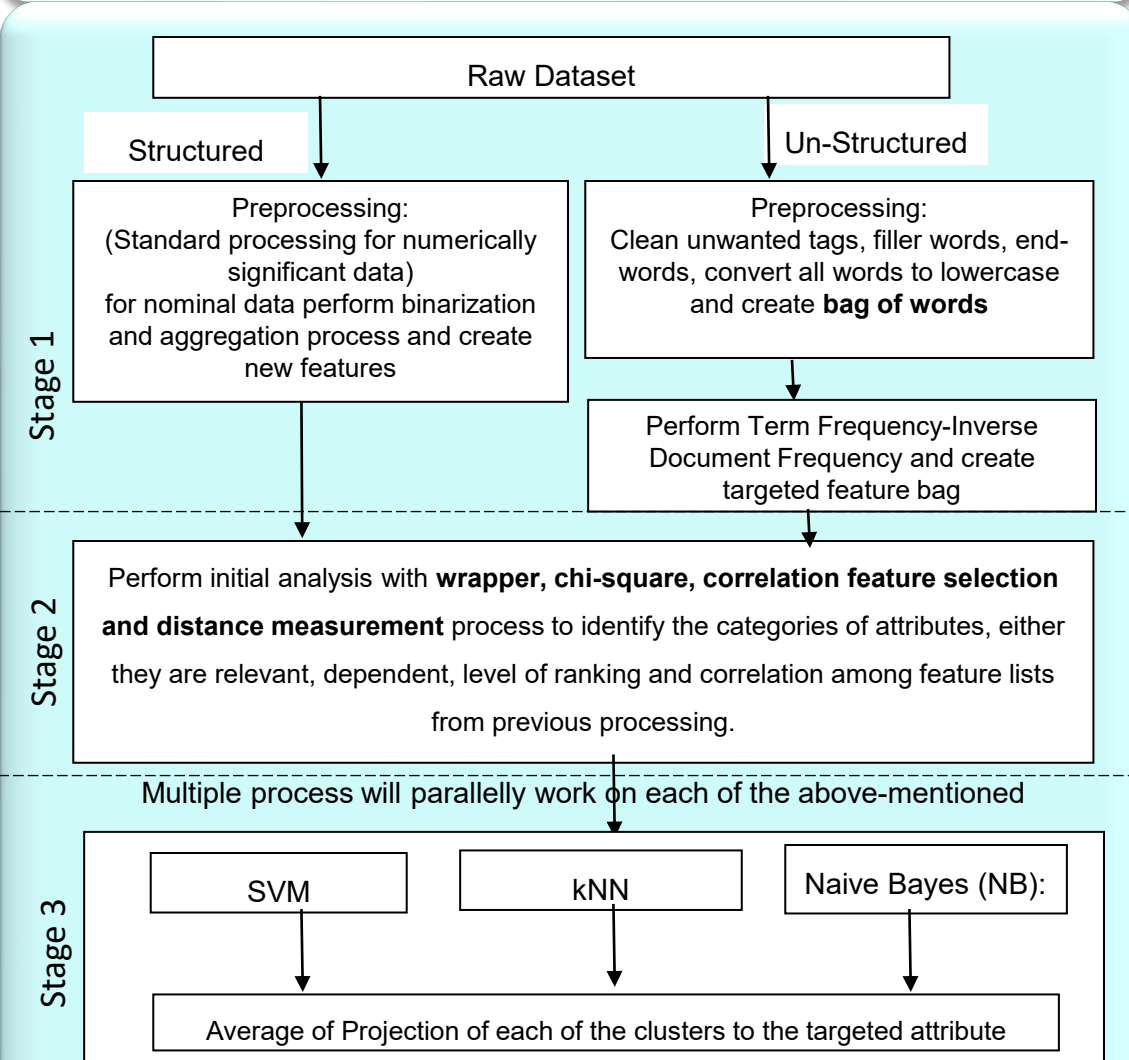 Raw Dataset
Structured
Un-Structured
Preprocessing:
(Standard processing for numerically
significant data)
for nominal data perform binarization
and aggregation process and create
new features
Preprocessing:
Clean unwanted tags, filler words, end-
words, convert all words to lowercase
and create bag of words
Stage 1
Perform Term Frequency-Inverse
Document Frequency and create
targeted feature bag
Stage 2
Perform initial analysis with wrapper, chi-square, correlation feature selection
and distance measurement process to identify the categories of attributes, either
they are relevant, dependent, level of ranking and correlation among feature lists
from previous processing.
Multiple process will parallelly work on each of the above-mentioned
Stage 3
SVM
kNN
Naive Bayes (NB):
Average of Projection of each of the clusters to the targeted attribute